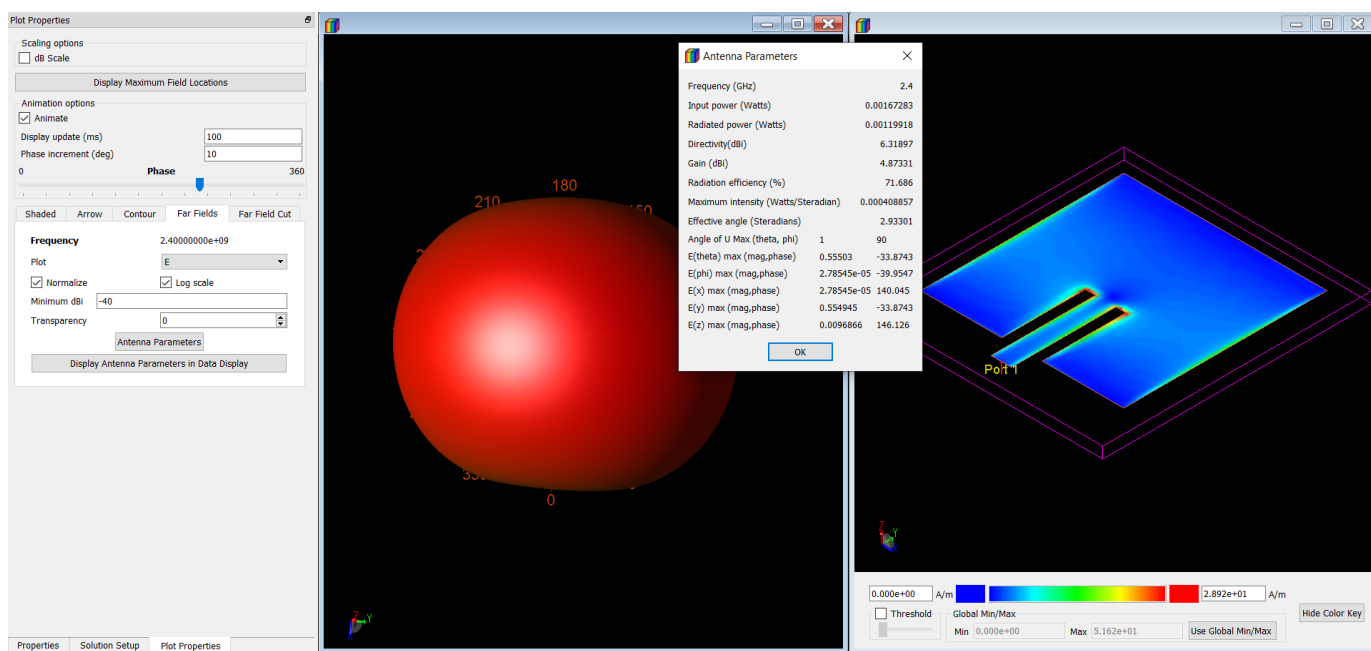 Plot Properties
Scaling options
dB Scale
Display Maximum Field Locations
Animation options
Animate
Display update (ms) 100
Phase increment (deg) 10
0 Phase 360
Shaded Arrow Contour Far Fields Far Field Cut
Frequency 2.40000000e+09
Plot E
Normalize Log scale
Minimum dBi -40
Transparency 0
Antenna Parameters
Display Antenna Parameters in Data Display
Properties Solution Setup Plot Properties
180
210
0
Antenna Parameters
Frequency (GHz) 2.4
Input power (Watts) 0.00167283
Radiated power (Watts) 0.00119918
Directivity(dBi) 6.31897
Gain (dBi) 4.87331
Radiation efficiency (%) 71.686
Maximum intensity (Watts/Steradian) 0.000408857
Effective angle (Steradians) 2.93301
Angle of U Max (theta, phi) 1 90
E(theta) max (mag,phase) 0.55503 -33.8743
E(phi) max (mag,phase) 2.78545e-05 -39.9547
E(x) max (mag,phase) 2.78545e-05 140.045
E(y) max (mag,phase) 0.554945 -33.8743
E(z) max (mag,phase) 0.0096866 146.126
OK
Z Y
Port 1
Z Y
0.000e+00 A/m 2.892e+01 A/m
Threshold Global Min/Max
Min 0.000e+00 Max 5.162e+01 Use Global Min/Max
Hide Color Key